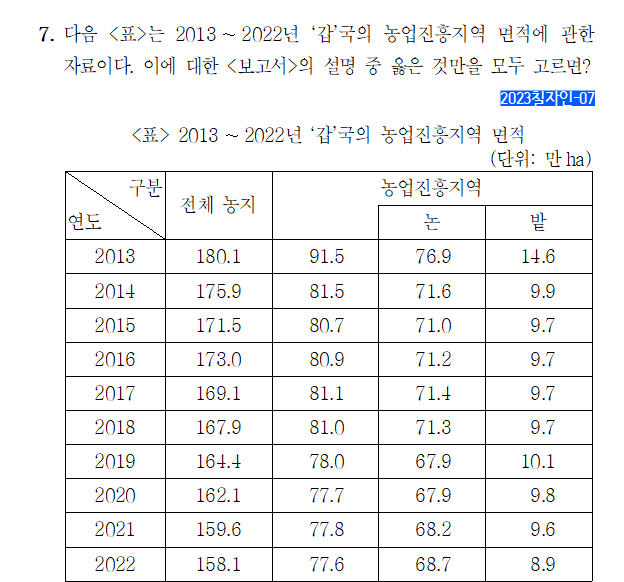 7. 다음 <표>는 2013 ~ 2022년 ‘갑’국의 농업진흥지역 면적에 관한
자료이다. 이에 대한 <보고서>의 설명 중 옳은 것만을 모두 고르면?
2023칠자인-07
<표> 2013 ~ 2022년 ‘갑’국의 농업진흥지역 면적
(단위: 만 ha)
구분 연도 전체 농지 농업진흥지역
논 밭
2013 180.1 91.5 76.9 14.6
2014 175.9 81.5 71.6 9.9
2015 171.5 80.7 71.0 9.7
2016 173.0 80.9 71.2 9.7
2017 169.1 81.1 71.4 9.7
2018 167.9 81.0 71.3 9.7
2019 164.4 78.0 67.9 10.1
2020 162.1 77.7 67.9 9.8
2021 159.6 77.8 68.2 9.6
2022 158.1 77.6 68.7 8.9